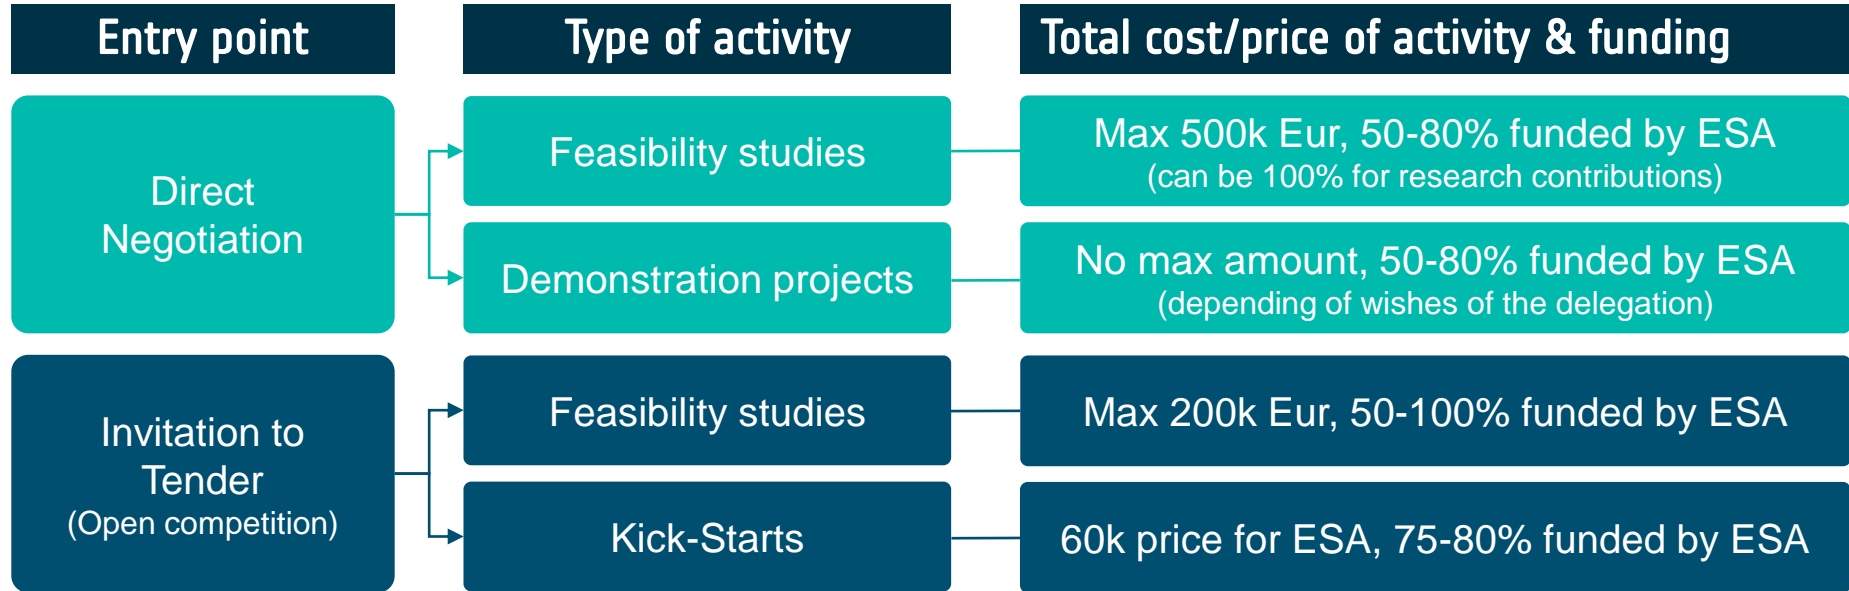 Entry point
Type of activity
Total cost/price of activity & funding
Direct
Negotiation
Feasibility studies
Max 500k Eur, 50-80% funded by ESA
(can be 100% for research contributions)
Demonstration projects
No max amount, 50-80% funded by ESA
(depending of wishes of the delegation)
Invitation to
Tender
(Open competition)
Feasibility studies
Max 200k Eur, 50-100% funded by ESA
Kick-Starts
60k price for ESA, 75-80% funded by ESA